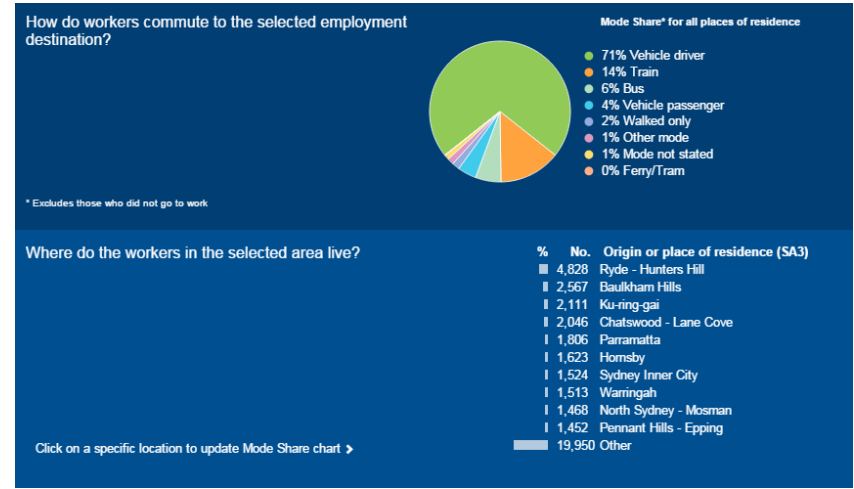 How do workers commute to the selected employment
destination?
Mode Share* for all places of residence
71% Vehicle driver
14% Train
6% Bus
4% Vehicle passenger
2% Walked only
1% Other mode
1% Mode not stated
0% Ferry/Tram
* Excludes those who did not go to work
Where do the workers in the selected area live?
% No. Origin or place of residence (SA3)
4,828 Ryde - Hunters Hill
2,567 Baulkham Hills
2,111 Ku-ring-gai
2,046 Chatswood - Lane Cove
1,806 Parramatta
1,623 Hornsby
1,524 Sydney Inner City
1,513 Warringah
1,468 North Sydney - Mosman
1,452 Pennant Hills - Epping
19,950 Other
Click on a specific location to update Mode Share chart >